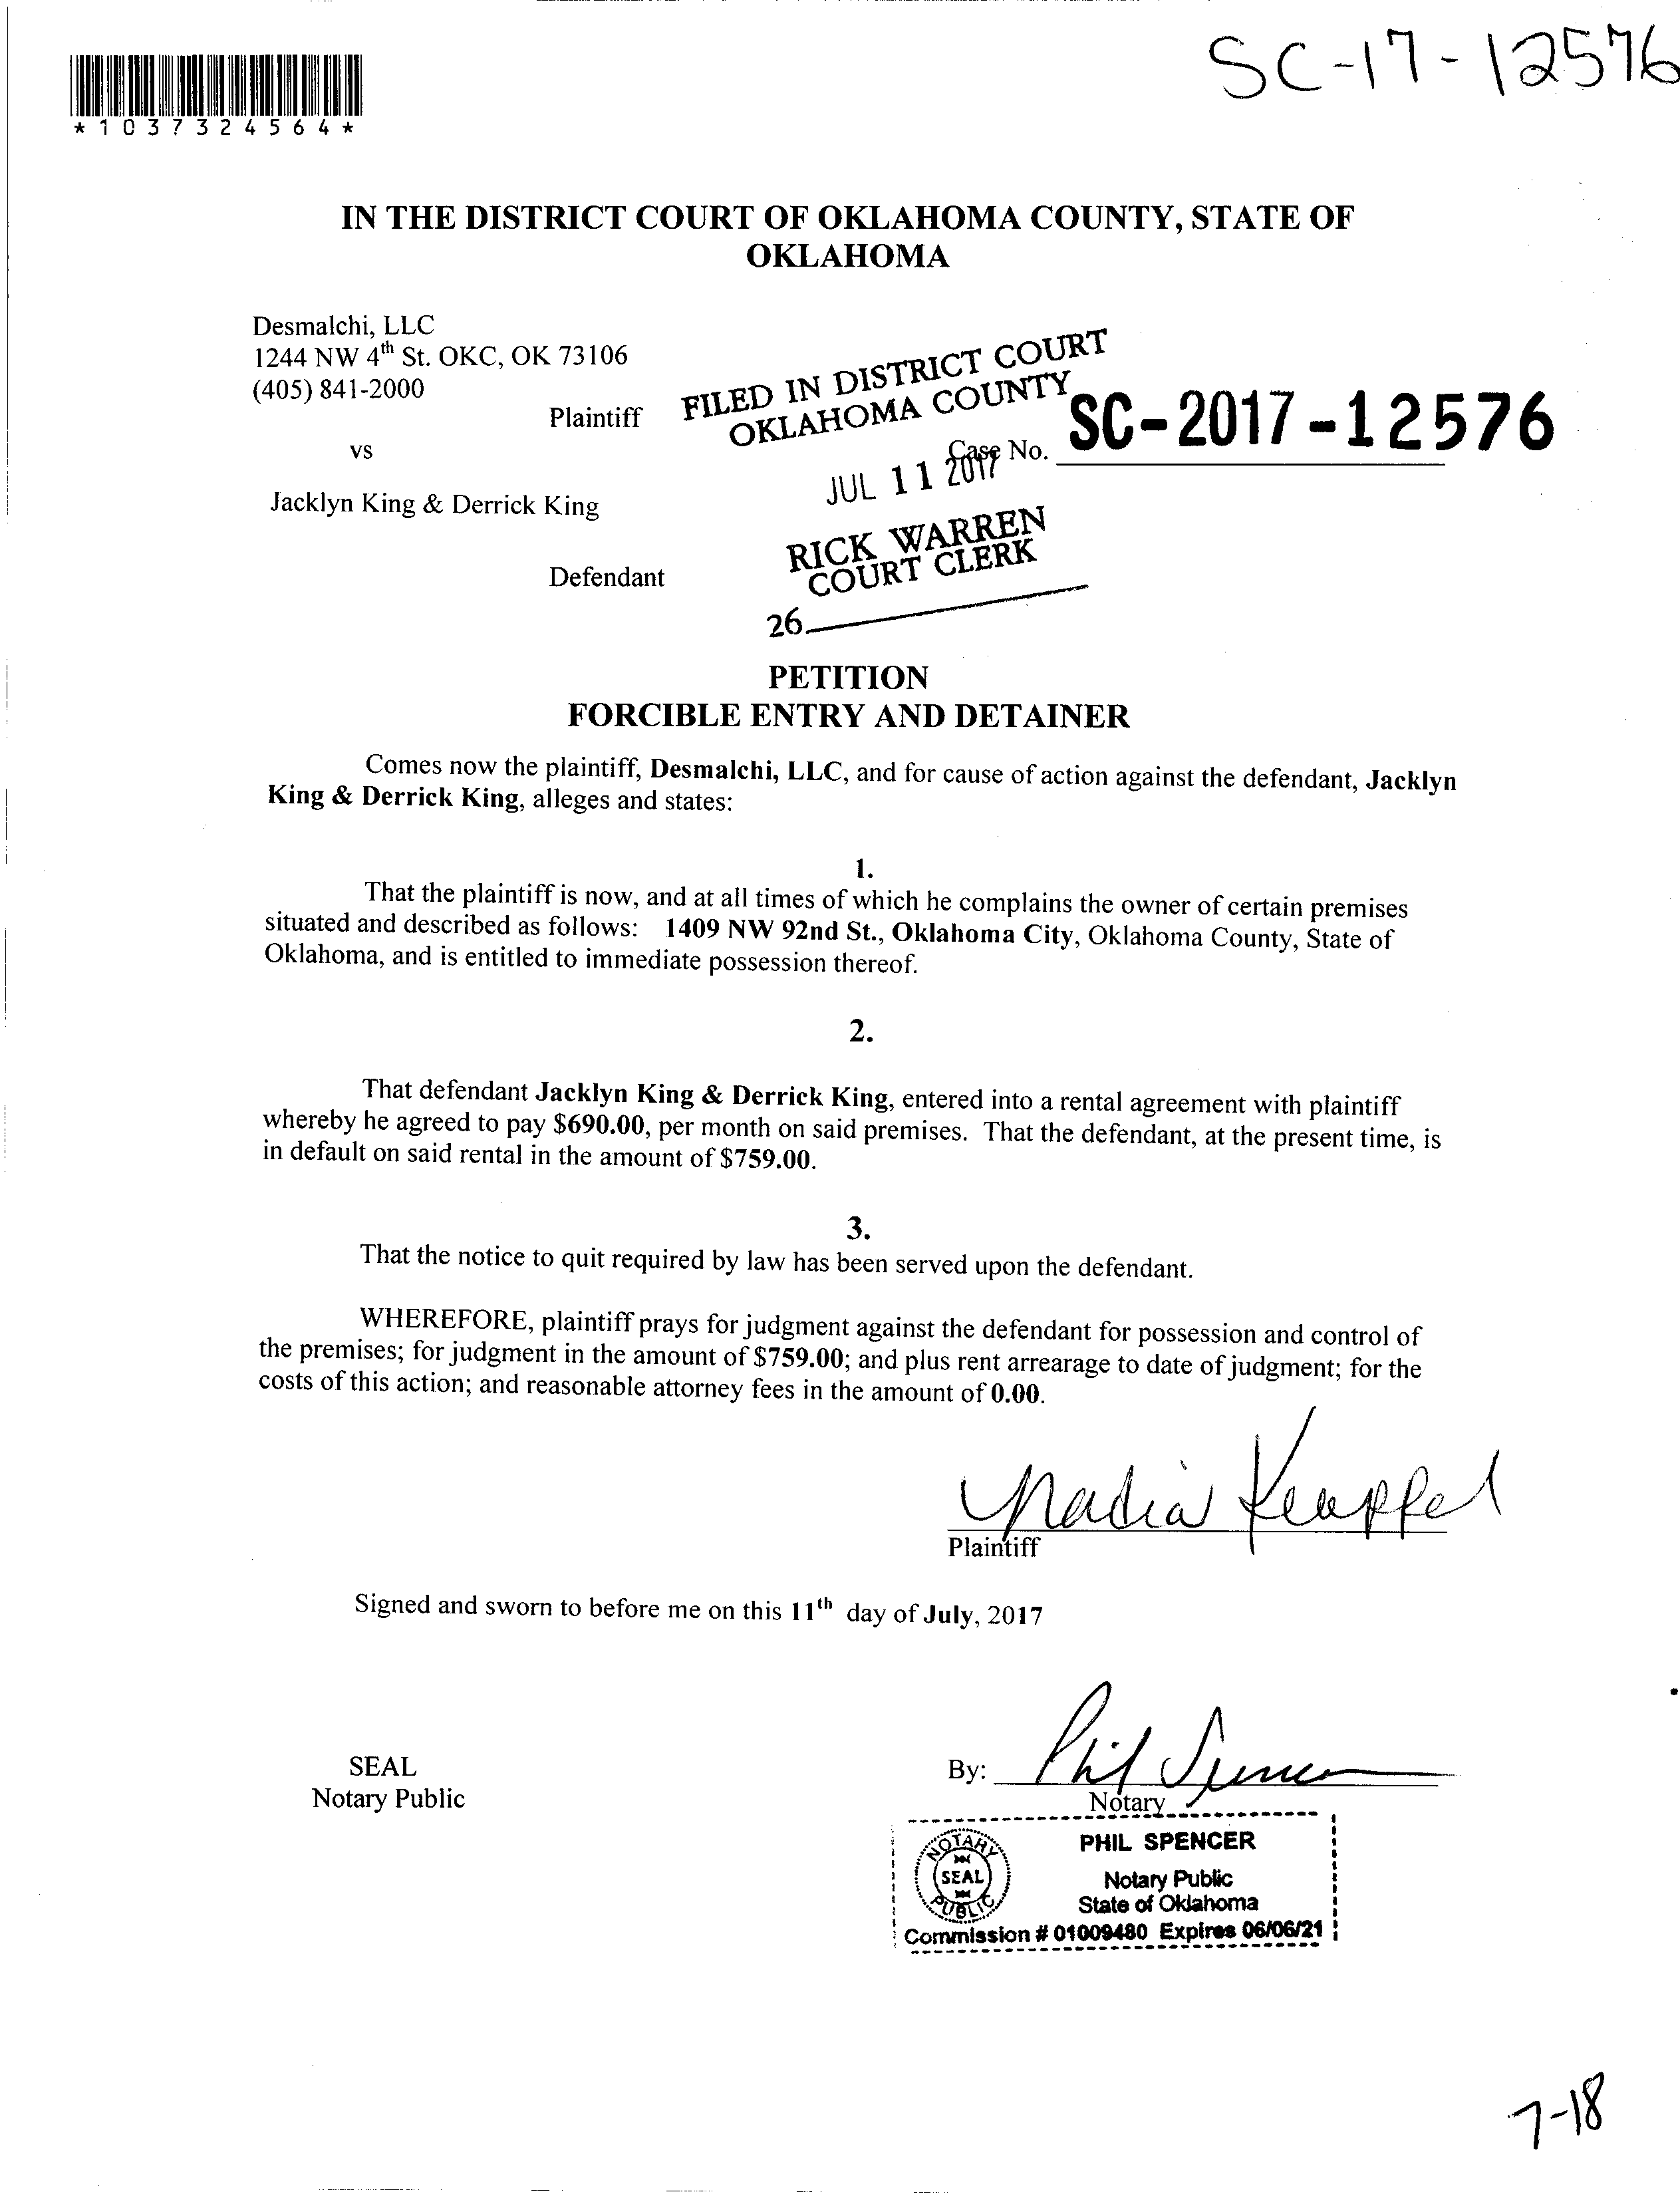 SC-17-12576
*1037324564*
IN THE DISTRICT COURT OF OKLAHOMA COUNTY, STATE OF
OKLAHOMA
Desmalchi, LLC
1244 NW 4th St. OKC, OK 73106
(405) 841-2000
Plaintiff
vs
Jacklyn King & Derrick King
Defendant
FILED IN DISTRICT COURT
OKLAHOMA COUNTY
Case No. SC-2017-12576
JUL 11 2017
RICK WARREN
COURT CLERK
26
PETITION
FORCIBLE ENTRY AND DETAINER
Comes now the plaintiff, Desmalchi, LLC, and for cause of action against the defendant, Jacklyn
King & Derrick King, alleges and states:
1.
That the plaintiff is now, and at all times of which he complains the owner of certain premises
situated and described as follows: 1409 NW 92nd St., Oklahoma City, Oklahoma County, State of
Oklahoma, and is entitled to immediate possession thereof.
2.
That defendant Jacklyn King & Derrick King, entered into a rental agreement with plaintiff
whereby he agreed to pay $690.00, per month on said premises. That the defendant, at the present time, is
in default on said rental in the amount of $759.00.
3.
That the notice to quit required by law has been served upon the defendant.
WHEREFORE, plaintiff prays for judgment against the defendant for possession and control of
the premises; for judgment in the amount of $759.00; and plus rent arrearage to date of judgment; for the
costs of this action; and reasonable attorney fees in the amount of 0.00.
Nadia
Plaintiff
Signed and sworn to before me on this 11th day of July, 2017
SEAL
Notary Public
By: Phil Spencer
Notary
NOTARY
SEAL
PUBLIC
PHIL SPENCER
Notary Public
State of Oklahoma
Commission # 01009480 Expires 06/06/21
7-18